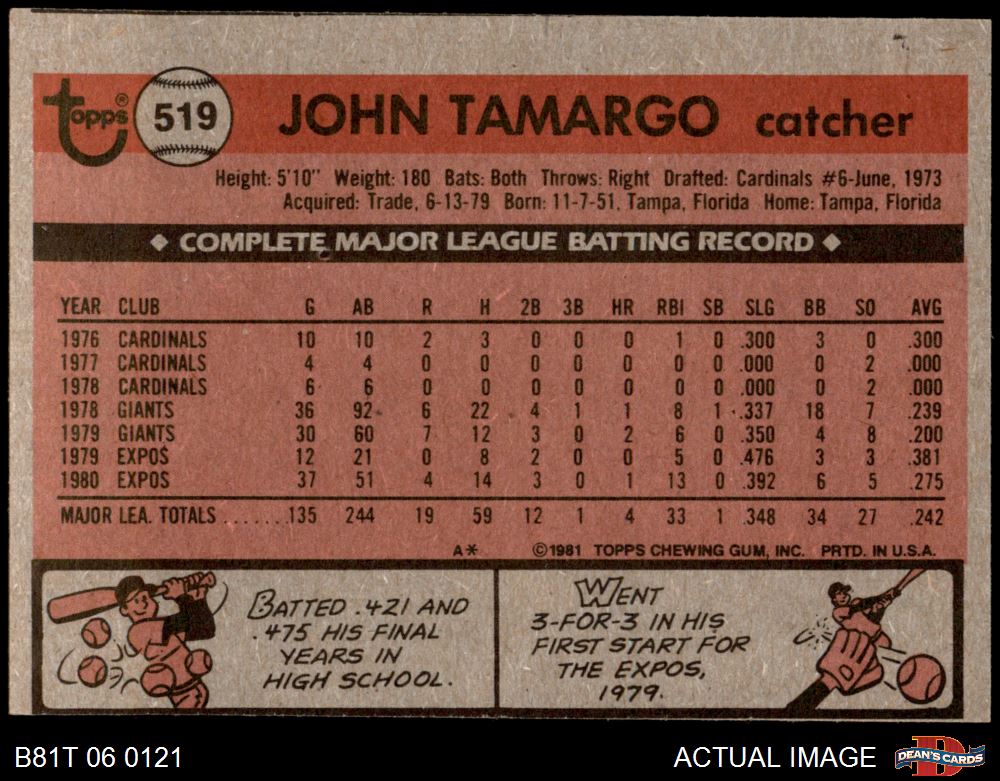 topps®
519
JOHN TAMARGO catcher
Height: 5'10" Weight: 180 Bats: Both Throws: Right Drafted: Cardinals #6-June, 1973
Acquired: Trade, 6-13-79 Born: 11-7-51, Tampa, Florida Home: Tampa, Florida
◆ COMPLETE MAJOR LEAGUE BATTING RECORD ◆
YEAR CLUB G AB R H 2B 3B HR RBI SB SLG BB SO AVG
1976 CARDINALS 10 10 2 3 0 0 0 1 0 .300 3 0 .300
1977 CARDINALS 4 4 0 0 0 0 0 0 0 .000 0 2 .000
1978 CARDINALS 6 6 0 0 0 0 0 0 0 .000 0 2 .000
1978 GIANTS 36 92 6 22 4 1 1 8 1 .337 18 7 .239
1979 GIANTS 30 60 7 12 3 0 2 6 0 .350 4 8 .200
1979 EXPOS 12 21 0 8 2 0 0 5 0 .476 3 3 .381
1980 EXPOS 37 51 4 14 3 0 1 13 0 .392 6 5 .275
MAJOR LEA. TOTALS .......135 244 19 59 12 1 4 33 1 .348 34 27 .242
A* ©1981 TOPPS CHEWING GUM, INC. PRTD. IN U.S.A.
BATTED .421 AND
.475 HIS FINAL
YEARS IN
HIGH SCHOOL.
WENT
3-FOR-3 IN HIS
FIRST START FOR
THE EXPOS,
1979.
B81T 06 0121
ACTUAL IMAGE
D
DEAN'S CARDS